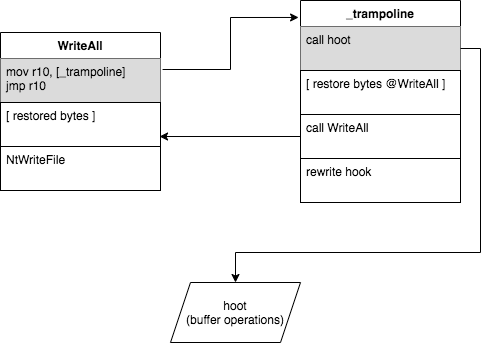 WriteAll
mov r10, [_trampoline]
jmp r10
[ restored bytes ]
NtWriteFile
_trampoline
call hoot
[ restore bytes @WriteAll ]
call WriteAll
rewrite hook
hoot
(buffer operations)